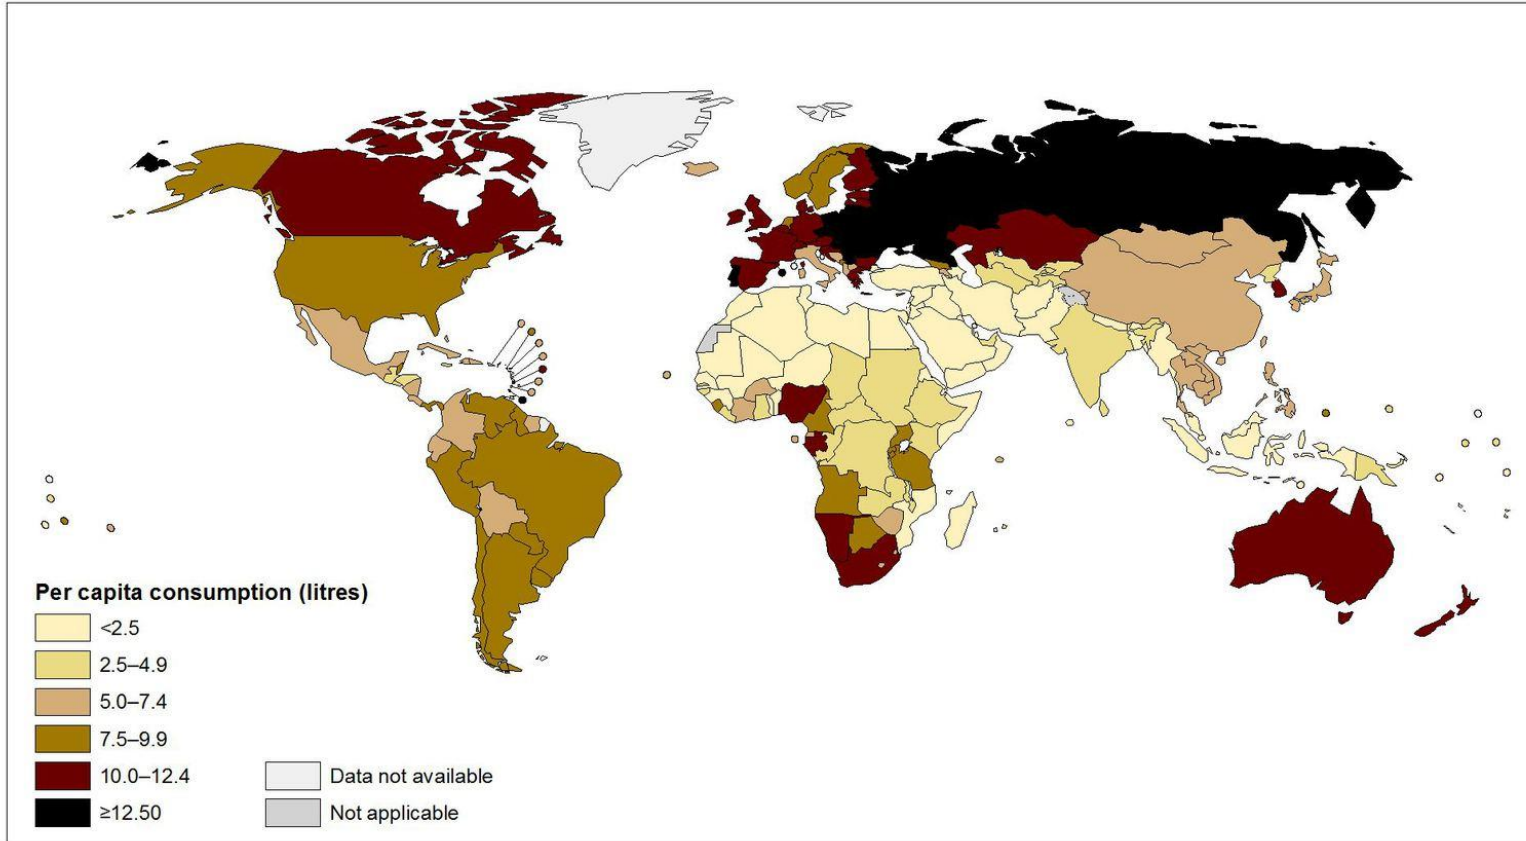 Per capita consumption (litres)
<2.5
2.5–4.9
5.0–7.4
7.5–9.9
10.0–12.4
≥12.50
Data not available
Not applicable